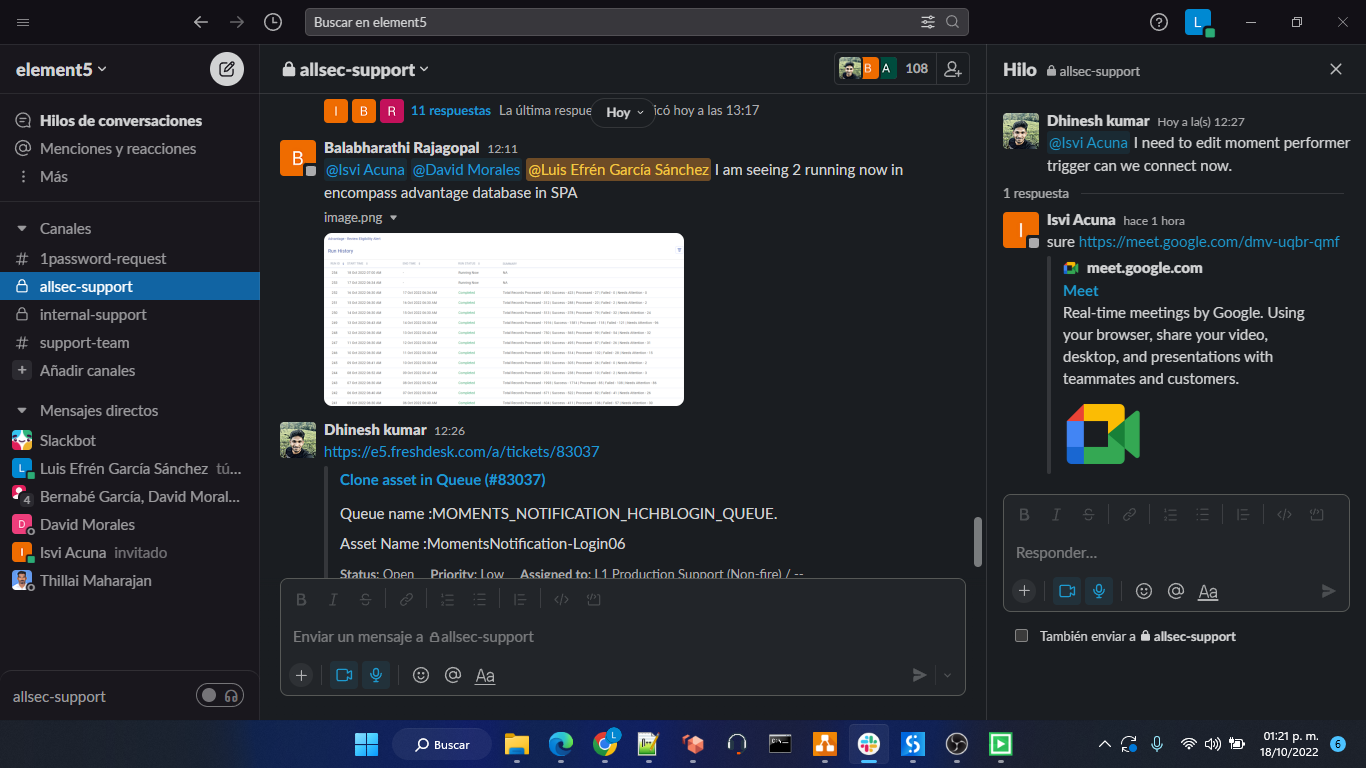 Buscar en element5
L
element5
allsec-support
B
A
108
Hilo
allsec-support
Hilos de conversaciones
Menciones y reacciones
Más
Canales
# 1password-request
allsec-support
internal-support
# support-team
Añadir canales
Mensajes directos
Slackbot
L Luis Efrén García Sánchez tú...
4 Bernabé García, David Moral...
D David Morales
I Isvi Acuna invitado
Thillai Maharajan
allsec-support
I B R 11 respuestas La última respue
Hoy
icó hoy a las 13:17
B
Balabharathi Rajagopal 12:11
@Isvi Acuna @David Morales @Luis Efrén García Sánchez I am seeing 2 running now in
encompass advantage database in SPA
image.png
Run History
Dhinesh kumar 12:26
https://e5.freshdesk.com/a/tickets/83037
Clone asset in Queue (#83037)
Queue name :MOMENTS_NOTIFICATION_HCHBLOGIN_QUEUE.
Asset Name :MomentsNotification-Login06
Status: Open Priority: Low Assigned to: L1 Production Support (Non-fire) / --
B I S
Enviar un mensaje a allsec-support
Aa
Dhinesh kumar Hoy a la(s) 12:27
@Isvi Acuna I need to edit moment performer
trigger can we connect now.
1 respuesta
I
Isvi Acuna hace 1 hora
sure https://meet.google.com/dmv-uqbr-qmf
meet.google.com
Meet
Real-time meetings by Google. Using
your browser, share your video,
desktop, and presentations with
teammates and customers.
B I S
Responder...
Aa
También enviar a allsec-support
Buscar
L
01:21 p. m.
18/10/2022
6